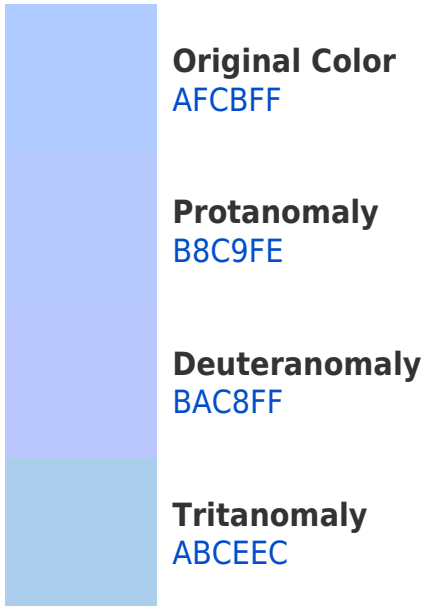 Original Color
AFCBFF
Protanomaly
B8C9FE
Deuteranomaly
BAC8FF
Tritanomaly
ABCEEC